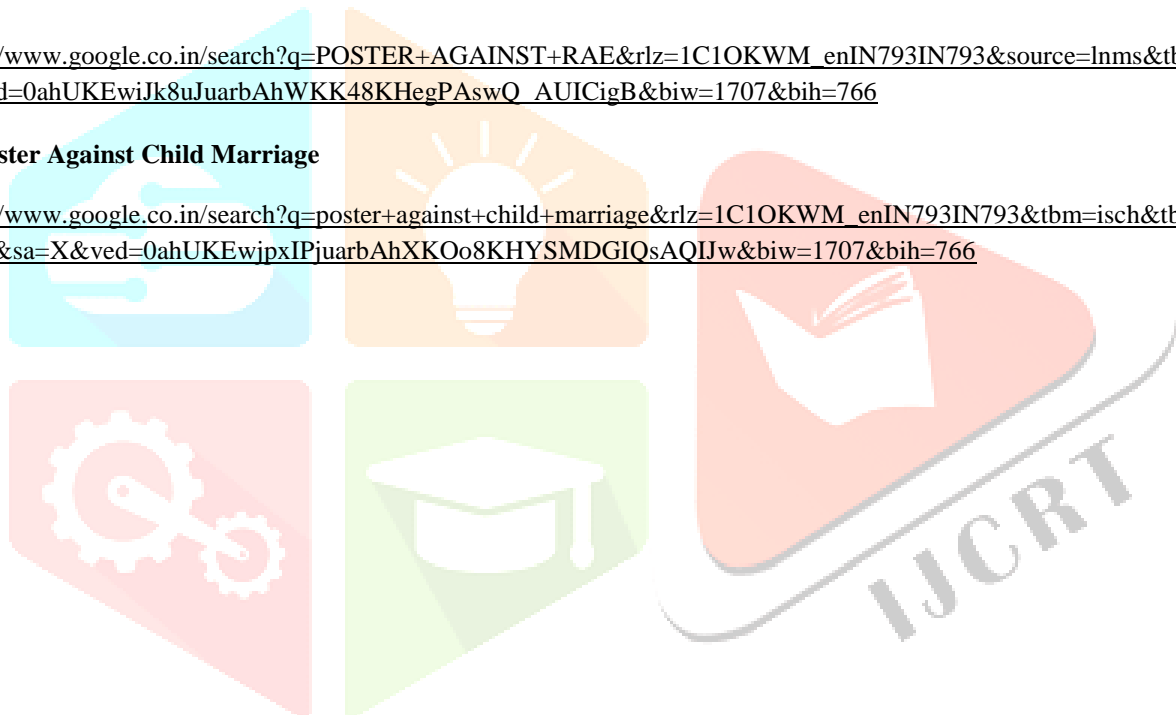 /www.google.co.in/search?q=POSTER+AGAINST+RAE&rlz=1C1OKWM_enIN793IN793&source=lnms&tb
d=0ahUKEwiJk8uJuarbAhWKK48KHegPAswQ_AUICigB&biw=1707&bih=766
ster Against Child Marriage
/www.google.co.in/search?q=poster+against+child+marriage&rlz=1C1OKWM_enIN793IN793&tbm=isch&tb
&sa=X&ved=0ahUKEwjpxIPjuarbAhXKOo8KHYSMDGIQsAQIJw&biw=1707&bih=766
IJCRT